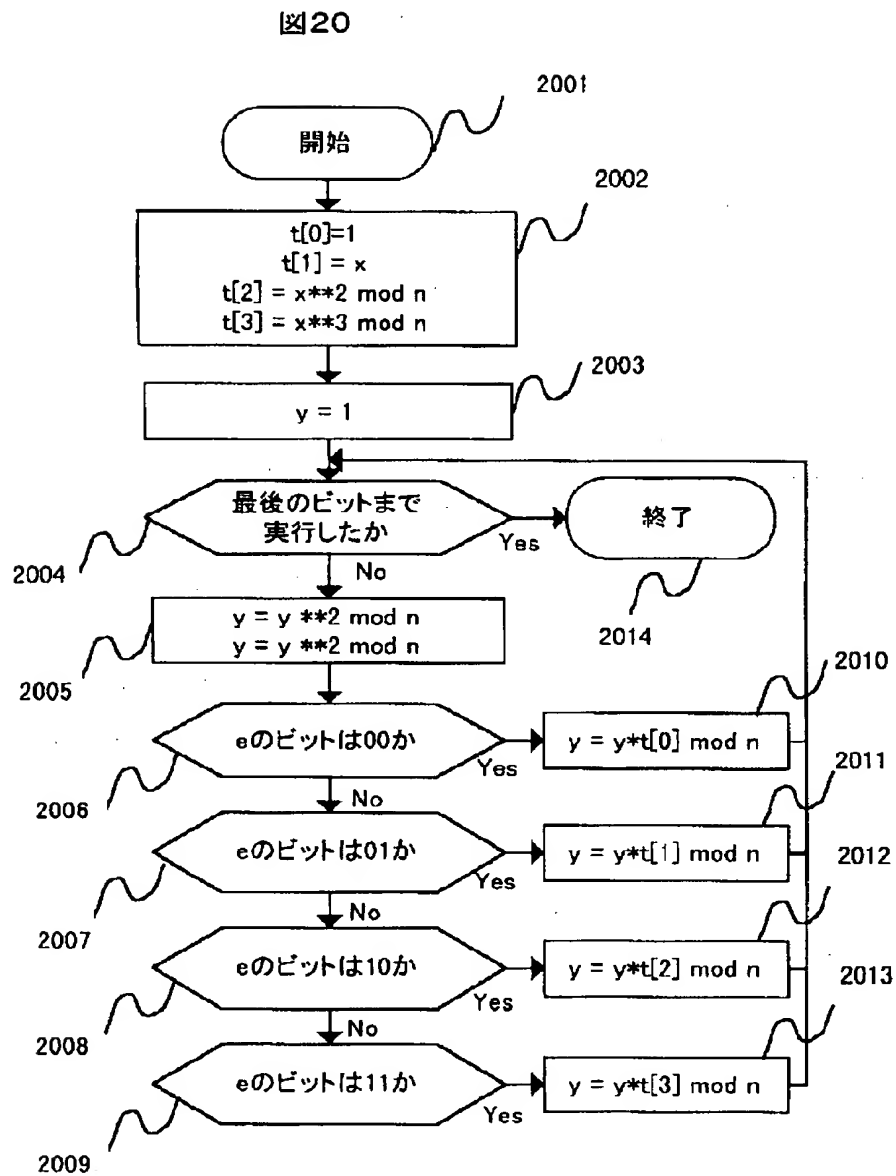 図20
2001
開始
2002
t[0]=1
t[1] = x
t[2] = x**2 mod n
t[3] = x**3 mod n
2003
y = 1
最後のビットまで
実行したか
Yes
終了
2004
No
2014
y = y **2 mod n
y = y **2 mod n
2005
2010
eのビットは00か
Yes
y = y*t[0] mod n
2006
No
2011
eのビットは01か
Yes
y = y*t[1] mod n
2007
No
2012
eのビットは10か
Yes
y = y*t[2] mod n
2008
No
2013
eのビットは11か
Yes
y = y*t[3] mod n
2009